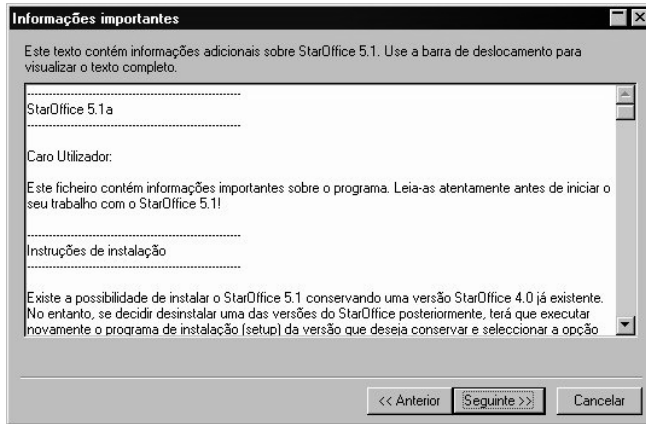 Informações importantes
Este texto contém informações adicionais sobre StarOffice 5.1. Use a barra de deslocamento para
visualizar o texto completo.
--------------------------------------------------------
StarOffice 5.1a
--------------------------------------------------------
Caro Utilizador:
Este ficheiro contém informações importantes sobre o programa. Leia-as atentamente antes de iniciar o
seu trabalho com o StarOffice 5.1!
--------------------------------------------------------
Instruções de instalação
--------------------------------------------------------
Existe a possibilidade de instalar o StarOffice 5.1 conservando uma versão StarOffice 4.0 já existente.
No entanto, se decidir desinstalar uma das versões do StarOffice posteriormente, terá que executar
novamente o programa de instalação (setup) da versão que deseja conservar e seleccionar a opção
<< Anterior
Seguinte >>
Cancelar